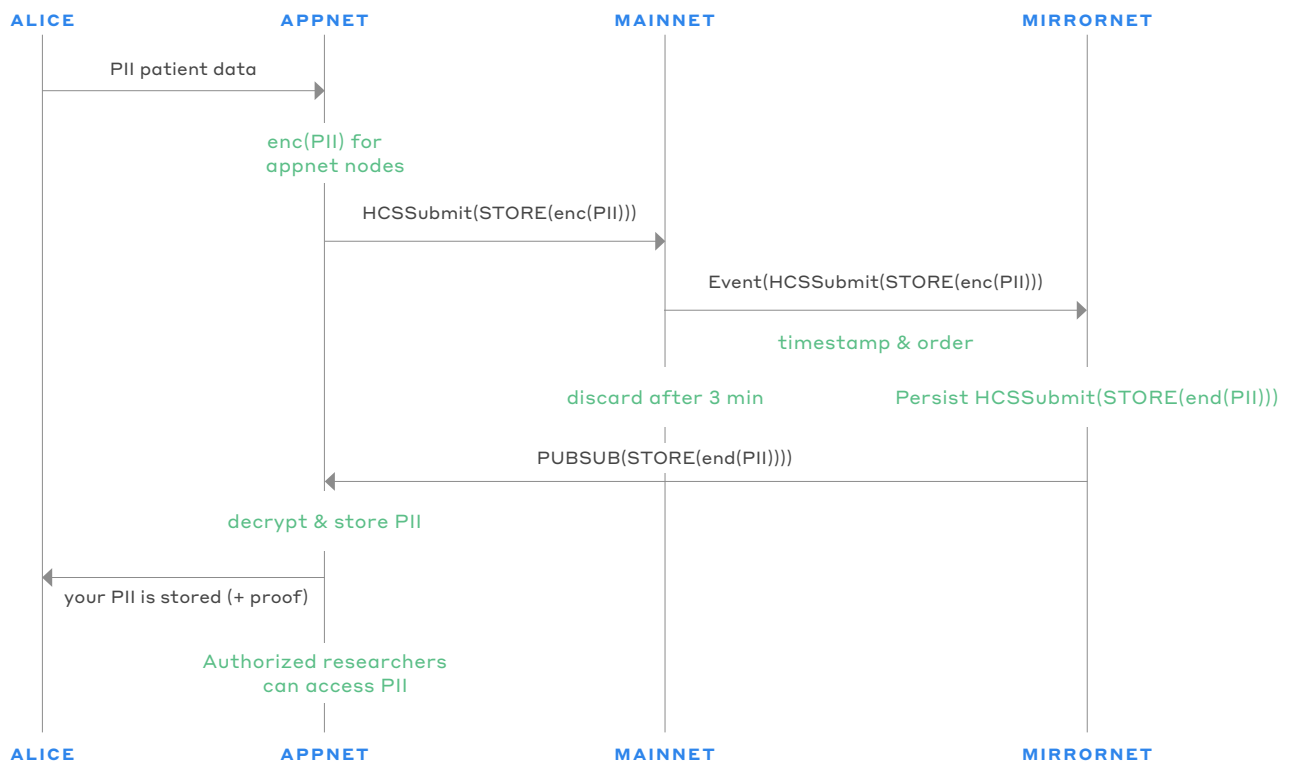 ALICE
APPNET
MAINNET
MIRRORNET
PII patient data
enc(PII) for
appnet nodes
HCSSubmit(STORE(enc(PII)))
Event(HCSSubmit(STORE(enc(PII)))
timestamp & order
discard after 3 min
Persist HCSSubmit(STORE(end(PII)))
PUBSUB(STORE(end(PII))))
decrypt & store PII
your PII is stored (+ proof)
Authorized researchers
can access PII
ALICE
APPNET
MAINNET
MIRRORNET